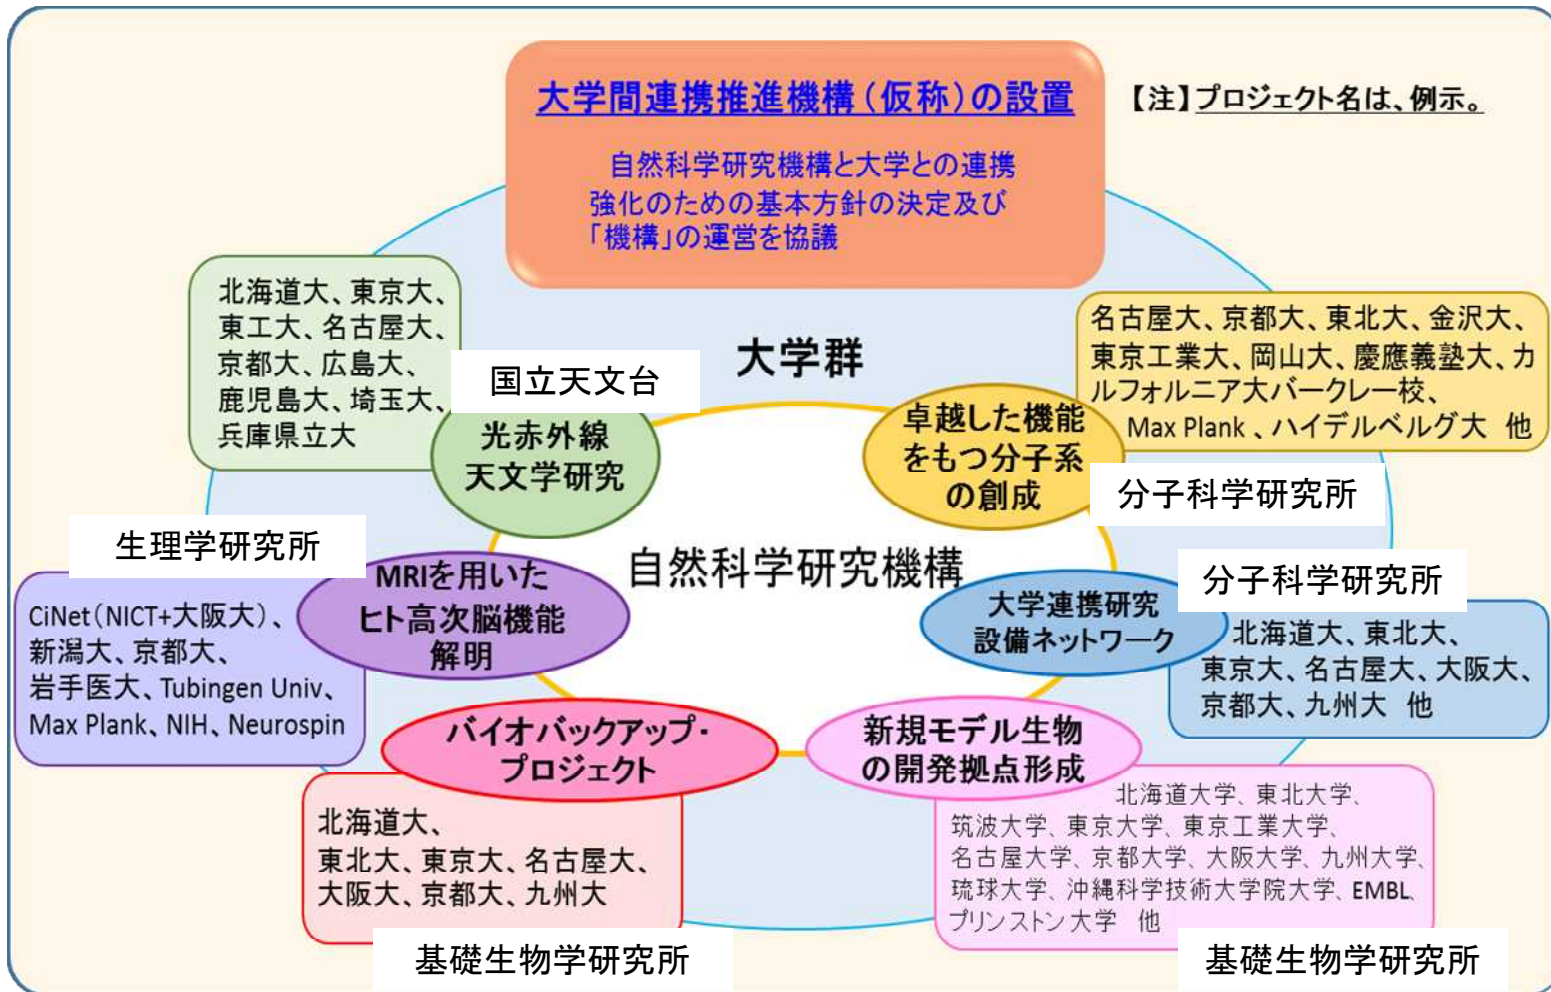 大学間連携推進機構（仮称）の設置
自然科学研究機構と大学との連携
強化のための基本方針の決定及び
「機構」の運営を協議
【注】プロジェクト名は、例示。
北海道大、東京大、
東工大、名古屋大、
京都大、広島大、
鹿児島大、埼玉大、
兵庫県立大
国立天文台
光赤外線
天文学研究
大学群
名古屋大、京都大、東北大、金沢大、
東京工業大、岡山大、慶應義塾大、カ
ルフォルニア大バークレー校、
Max Plank 、ハイデルベルグ大 他
卓越した機能
をもつ分子系
の創成
分子科学研究所
自然科学研究機構
生理学研究所
MRIを用いた
ヒト高次脳機能
解明
CiNet（NICT+大阪大）、
新潟大、京都大、
岩手医大、Tubingen Univ、
Max Plank、NIH、Neurospin
分子科学研究所
大学連携研究
設備ネットワーク
北海道大、東北大、
東京大、名古屋大、大阪大、
京都大、九州大 他
バイオバックアップ・
プロジェクト
北海道大、
東北大、東京大、名古屋大、
大阪大、京都大、九州大
基礎生物学研究所
新規モデル生物
の開発拠点形成
北海道大学、東北大学、
筑波大学、東京大学、東京工業大学、
名古屋大学、京都大学、大阪大学、九州大学、
琉球大学、沖縄科学技術大学院大学、EMBL、
プリンストン大学 他
基礎生物学研究所